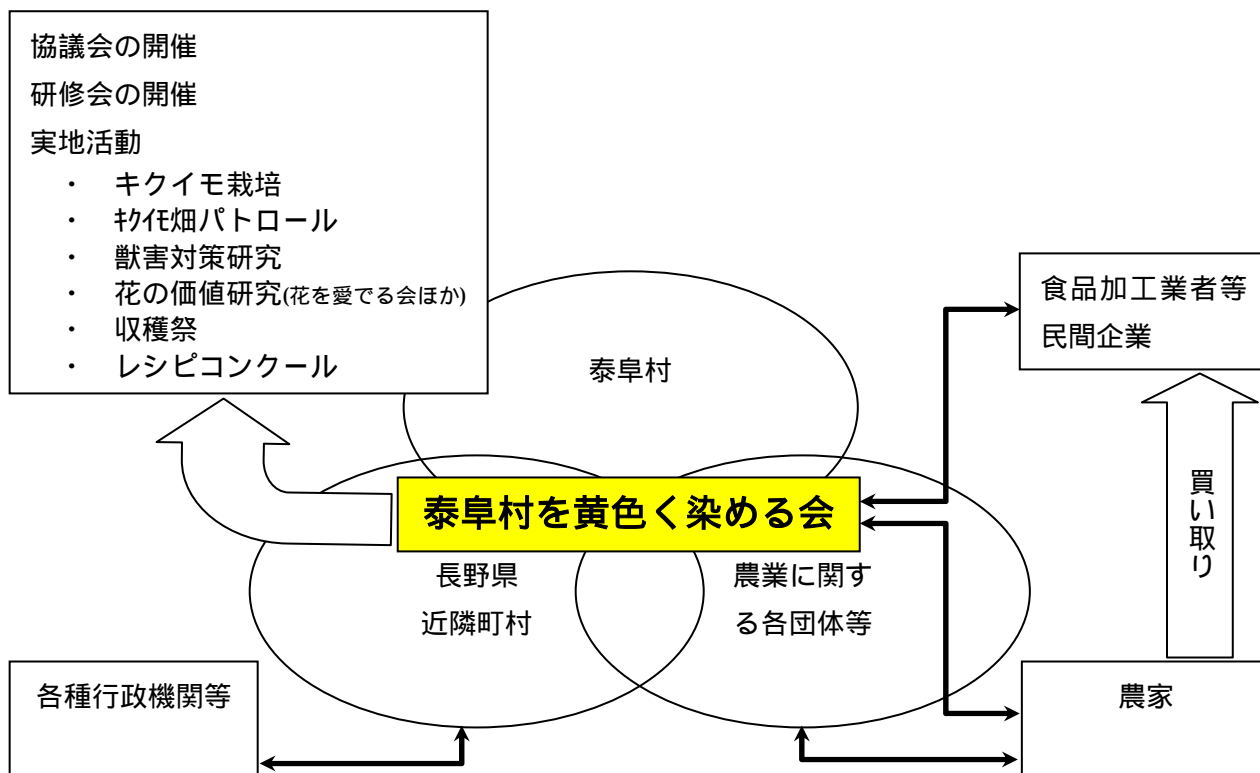 協議会の開催
研修会の開催
実地活動
・ キクイモ栽培
・ ｷｸｲﾓ畑パトロール
・ 獣害対策研究
・ 花の価値研究(花を愛でる会ほか)
・ 収穫祭
・ レシピコンクール
食品加工業者等
民間企業
泰阜村
買い取り
泰阜村を黄色く染める会
長野県
近隣町村
農業に関す
る各団体等
各種行政機関等
農家